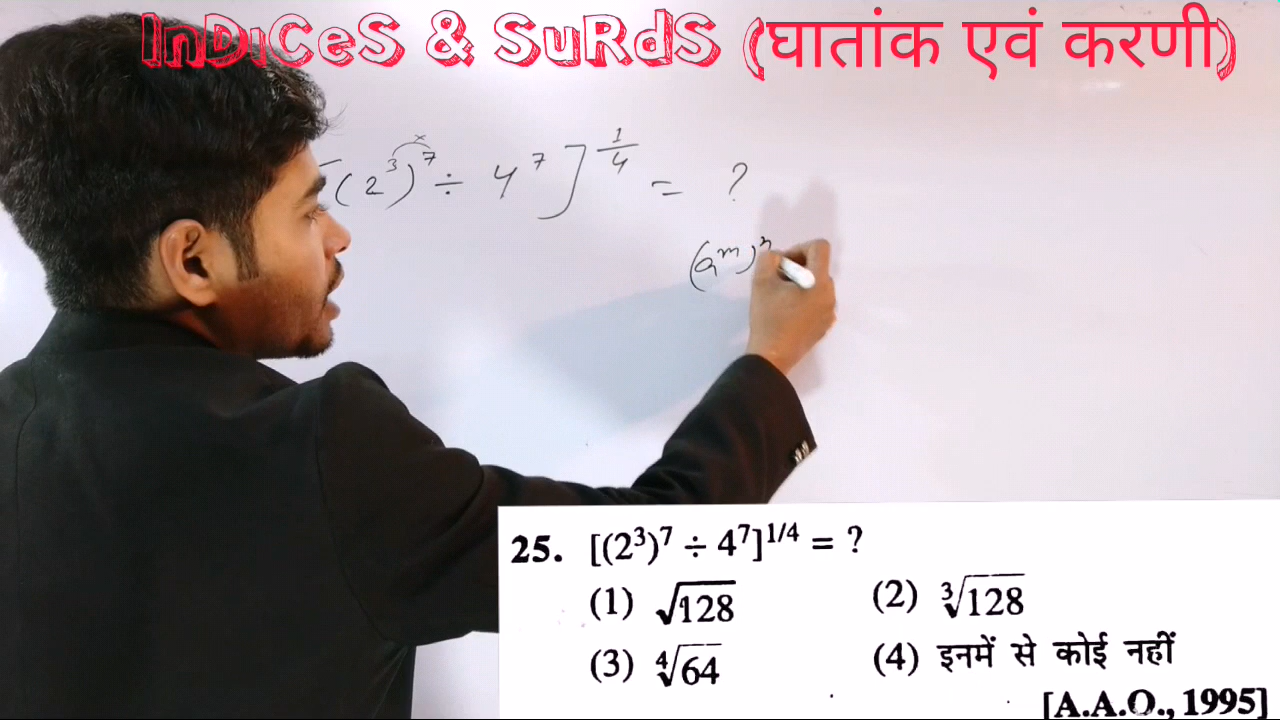 InDiCeS & SuRdS (घातांक एवं करणी)
[(2³)⁷ ÷ 4⁷]^{1/4} = ?
×
(aᵐ)ⁿ
25. [(2³)⁷ ÷ 4⁷]^{1/4} = ?
(1) √128 (2) ∛128
(3) ∜64 (4) इनमें से कोई नहीं
[A.A.O., 1995]